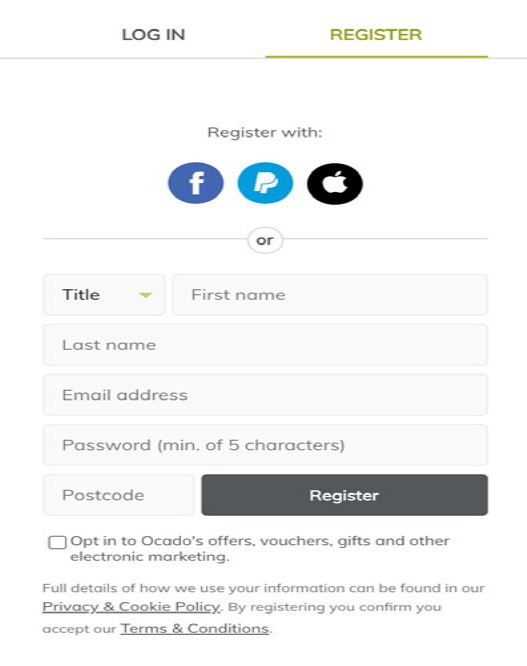 LOG IN REGISTER
Register with:
or
Title First name
Last name
Email address
Password (min. of 5 characters)
Postcode Register
Opt in to Ocado's offers, vouchers, gifts and other
electronic marketing.
Full details of how we use your information can be found in our
Privacy & Cookie Policy. By registering you confirm you
accept our Terms & Conditions.